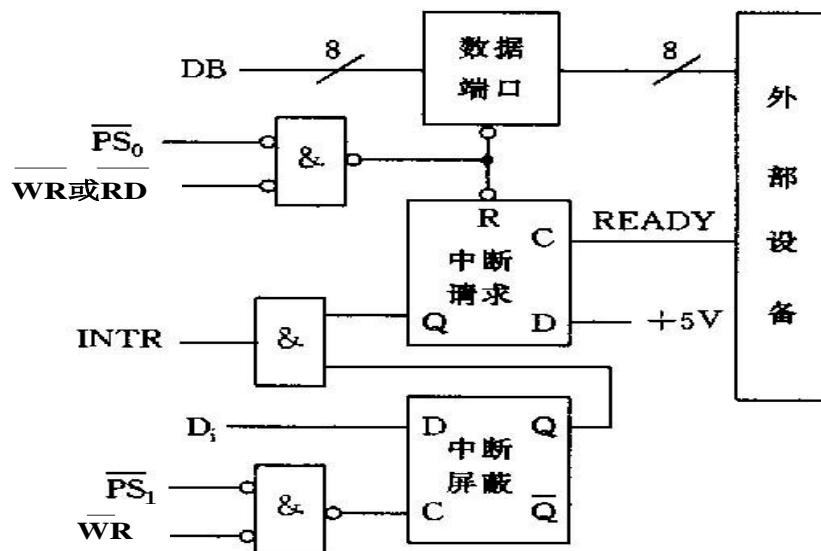 8
8
数据
端口
DB
外
部
设
备
PS₀
&
WR或RD
R
C
READY
中断
请求
Q
D
+5V
INTR
&
Dᵢ
D
Q
中断
屏蔽
PS₁
&
C
Q
WR